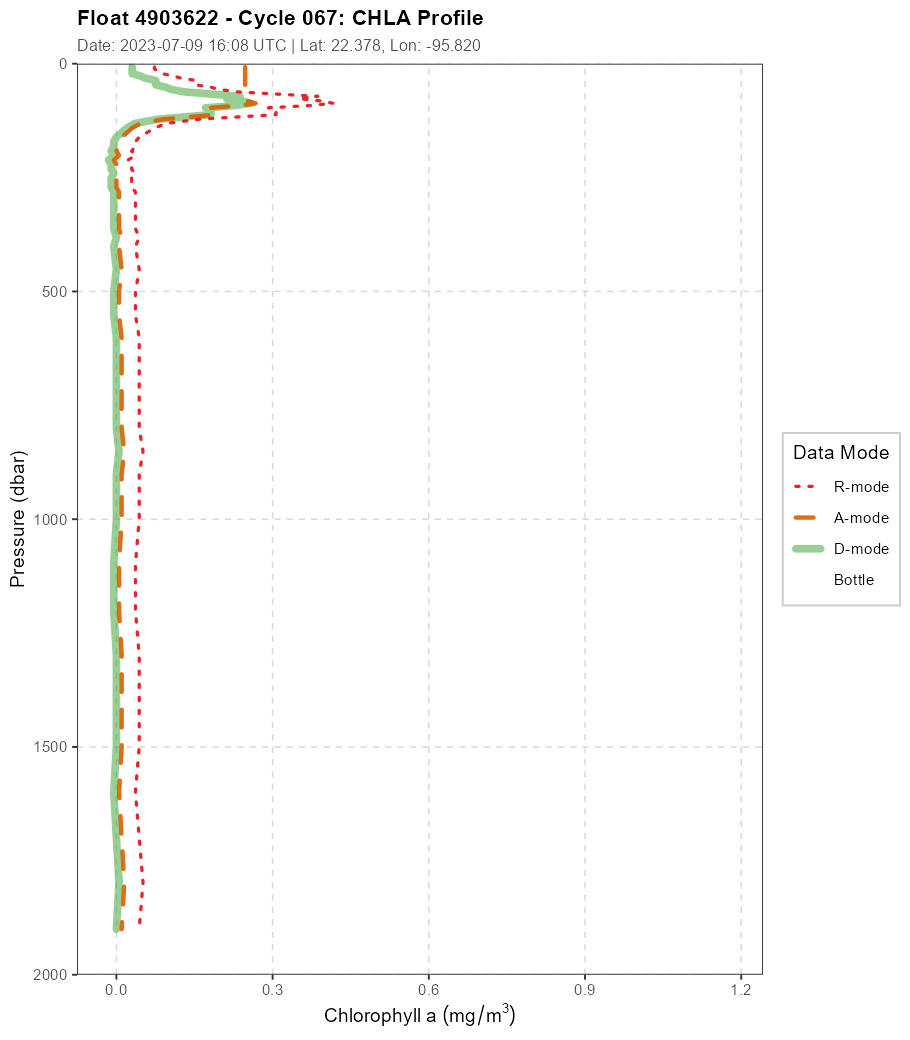 Float 4903622 - Cycle 067: CHLA Profile
Date: 2023-07-09 16:08 UTC | Lat: 22.378, Lon: -95.820
0
500
1000
1500
2000
Pressure (dbar)
0.0 0.3 0.6 0.9 1.2
Chlorophyll a (mg/m³)
Data Mode
R-mode
A-mode
D-mode
Bottle